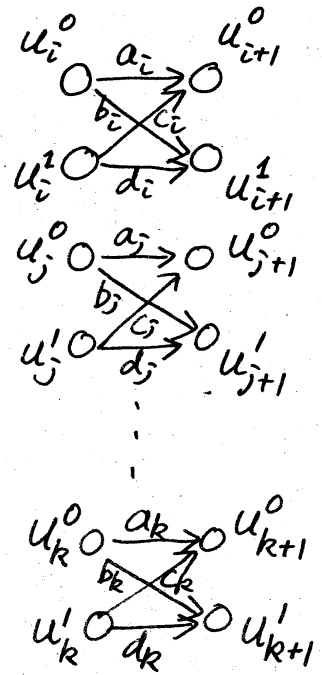 u_i^0 a_i u_{i+1}^0
b_i c_i
u_i^1 d_i u_{i+1}^1
u_j^0 a_j u_{j+1}^0
b_j c_j
u_j^1 d_j u_{j+1}^1
u_k^0 a_k u_{k+1}^0
b_k c_k
u_k^1 d_k u_{k+1}^1